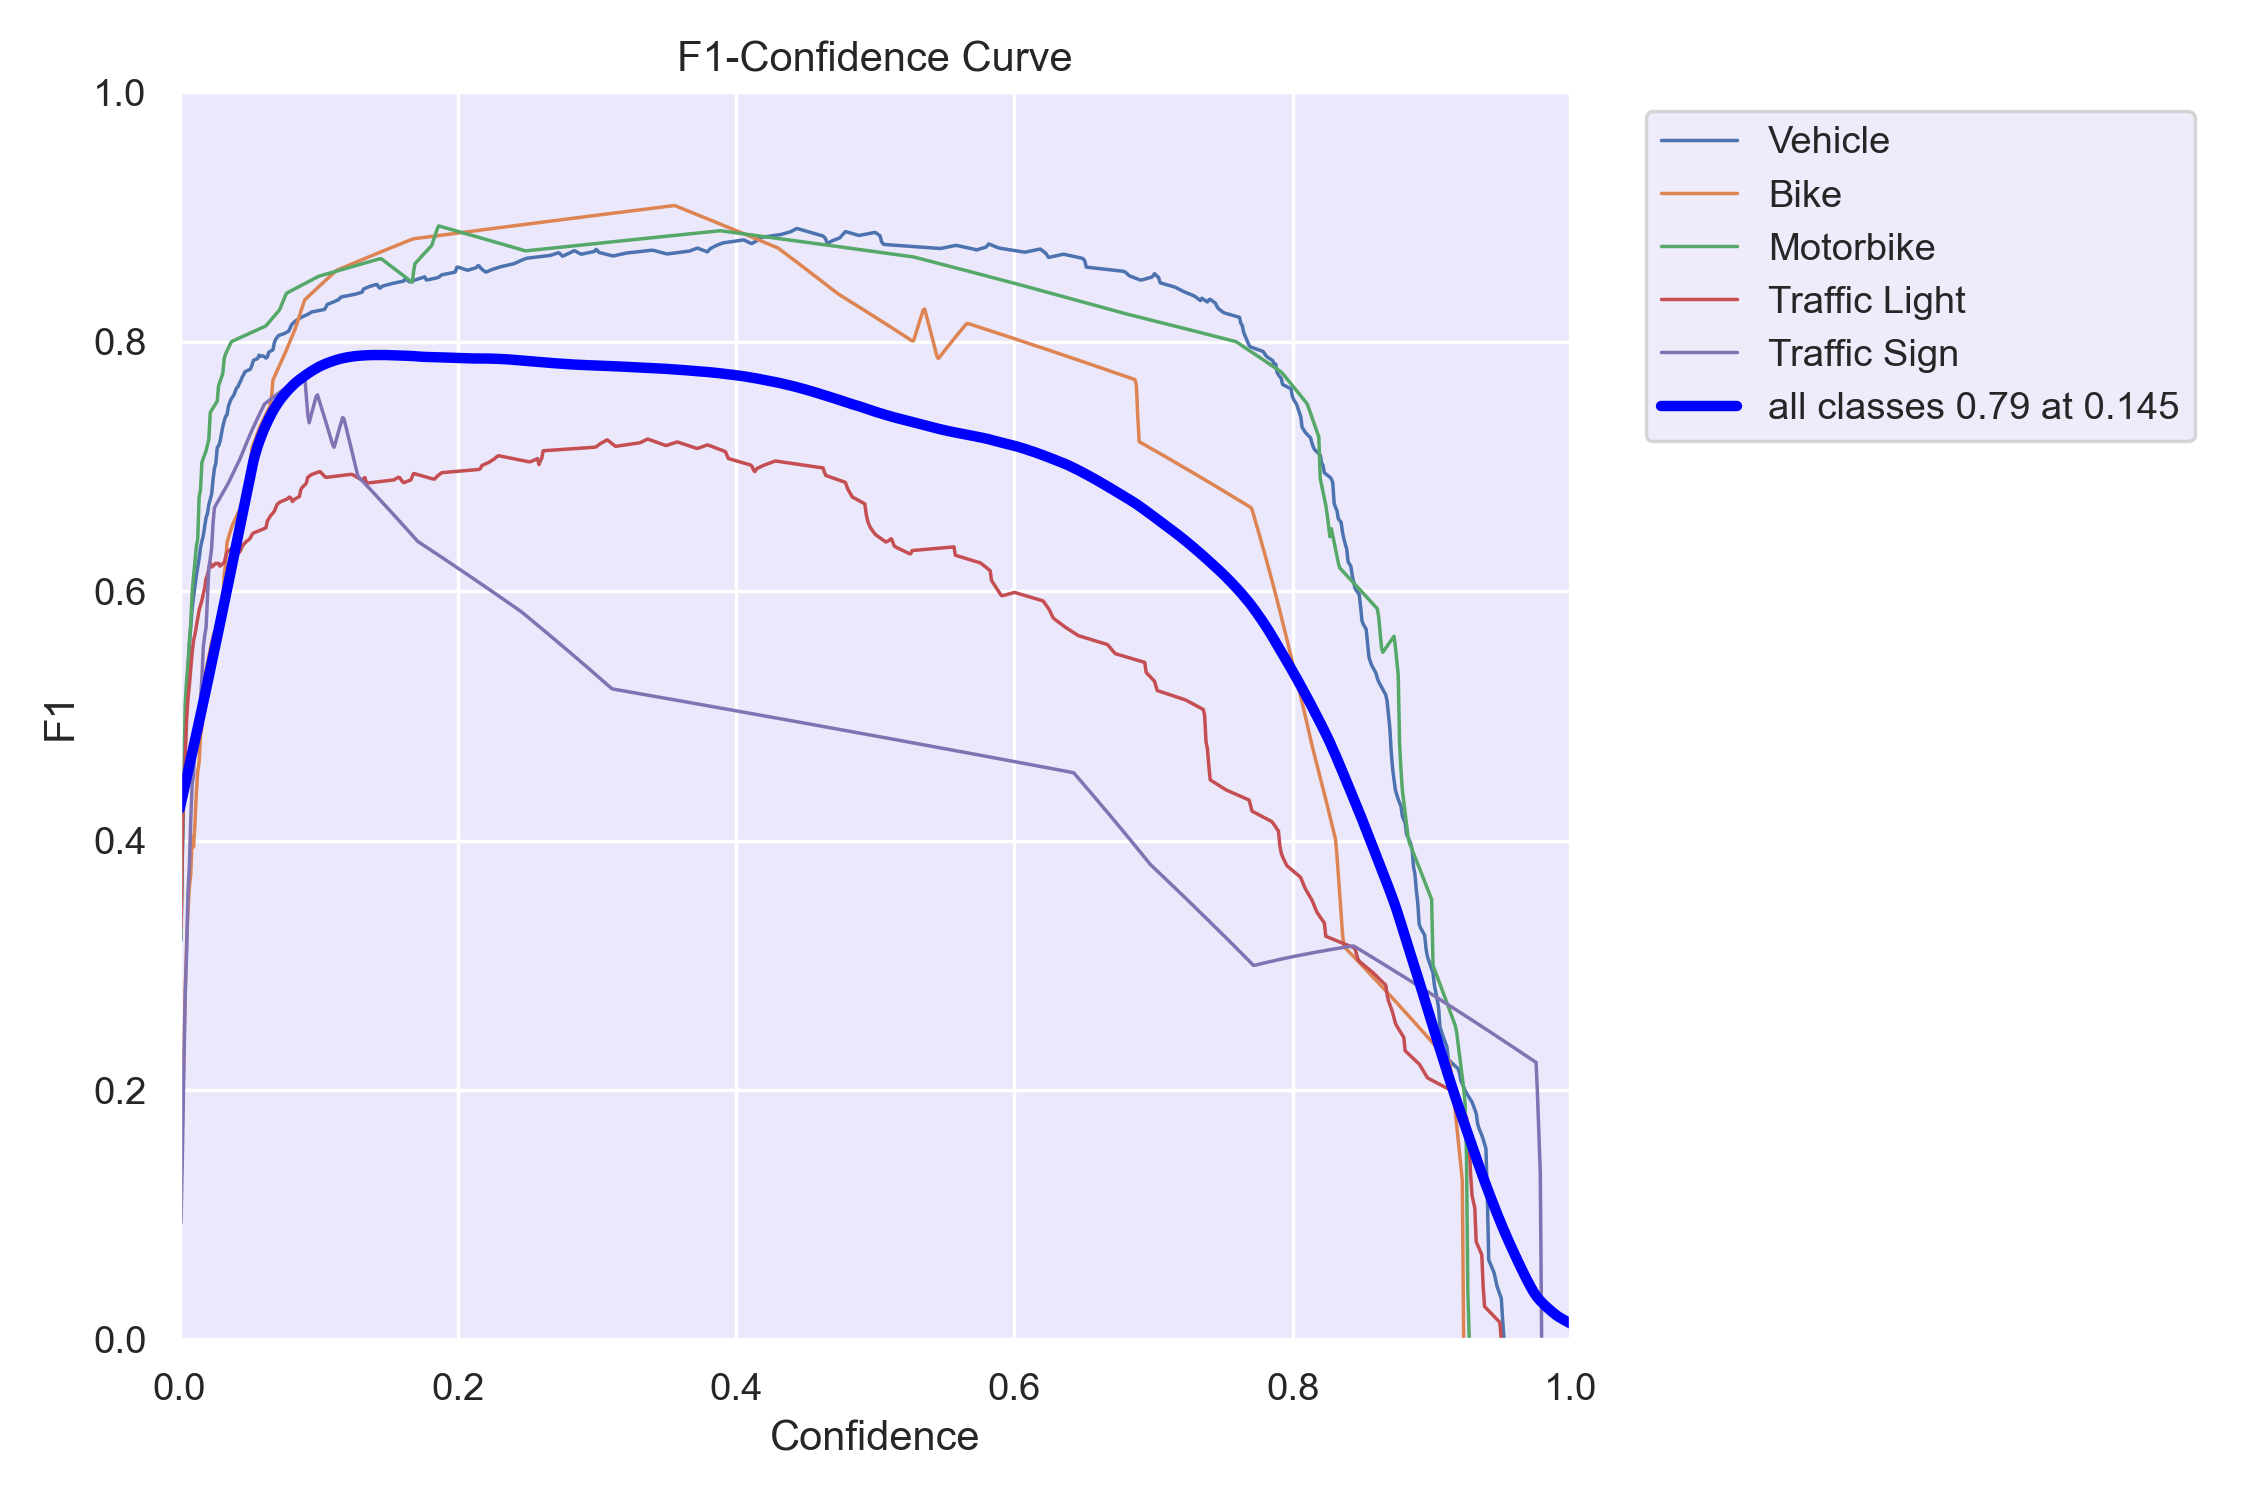 F1-Confidence Curve
1.0
0.8
0.6
0.4
0.2
0.0
F1
0.0 0.2 0.4 0.6 0.8 1.0
Confidence
Vehicle
Bike
Motorbike
Traffic Light
Traffic Sign
all classes 0.79 at 0.145